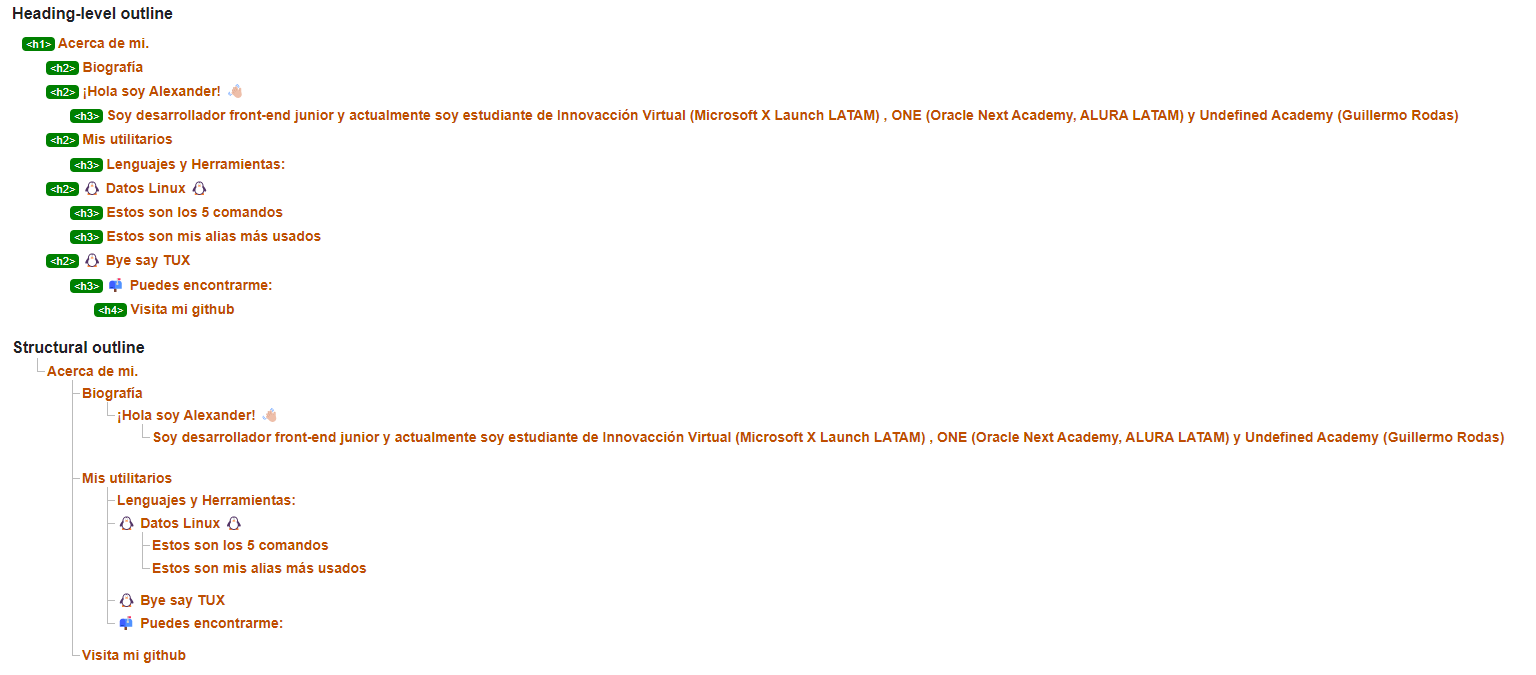 Heading-level outline
<h1> Acerca de mi.
<h2> Biografía
<h2> ¡Hola soy Alexander! 👋🏼
<h3> Soy desarrollador front-end junior y actualmente soy estudiante de Innovacción Virtual (Microsoft X Launch LATAM) , ONE (Oracle Next Academy, ALURA LATAM) y Undefined Academy (Guillermo Rodas)
<h2> Mis utilitarios
<h3> Lenguajes y Herramientas:
<h2> 🐧 Datos Linux 🐧
<h3> Estos son los 5 comandos
<h3> Estos son mis alias más usados
<h2> 🐧 Bye say TUX
<h3> 📫 Puedes encontrarme:
<h4> Visita mi github
Structural outline
Acerca de mi.
Biografía
¡Hola soy Alexander! 👋🏼
Soy desarrollador front-end junior y actualmente soy estudiante de Innovacción Virtual (Microsoft X Launch LATAM) , ONE (Oracle Next Academy, ALURA LATAM) y Undefined Academy (Guillermo Rodas)
Mis utilitarios
Lenguajes y Herramientas:
🐧 Datos Linux 🐧
Estos son los 5 comandos
Estos son mis alias más usados
🐧 Bye say TUX
📫 Puedes encontrarme:
Visita mi github